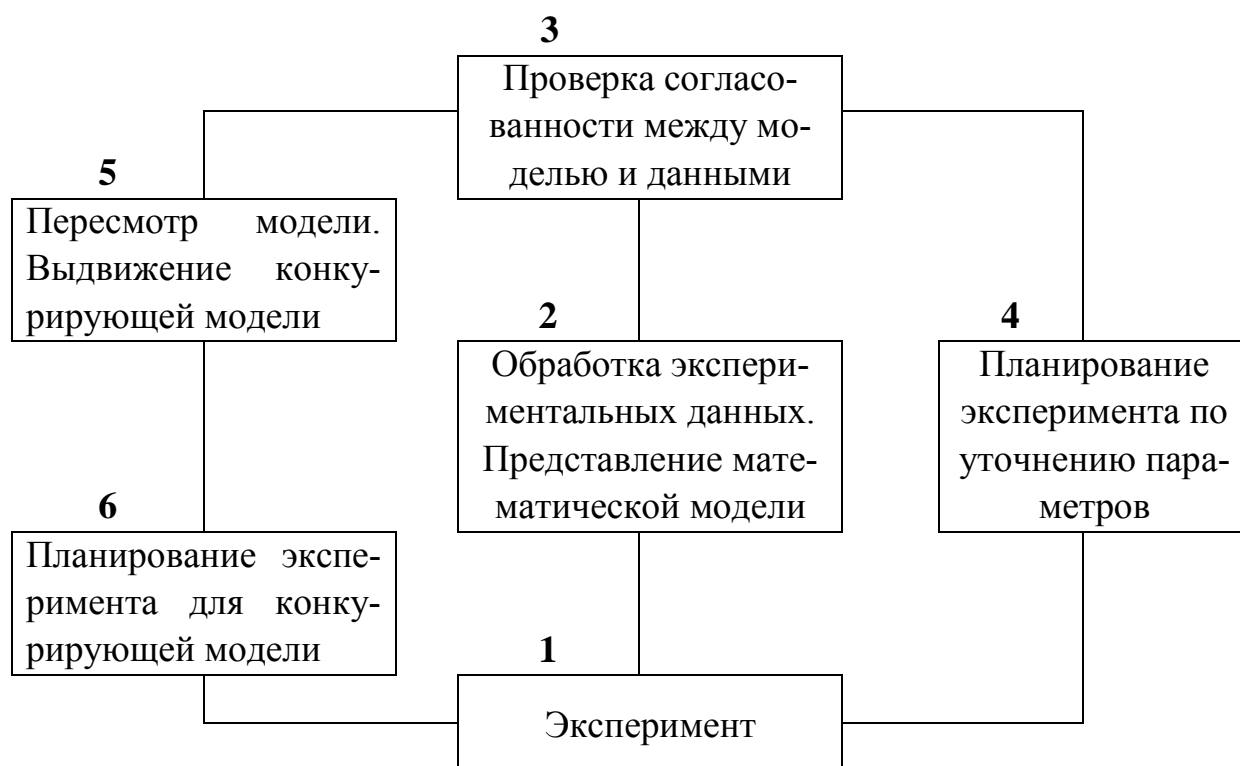 3
Проверка согласо-
ванности между мо-
делью и данными
5
Пересмотр модели.
Выдвижение конку-
рирующей модели
2
Обработка экспери-
ментальных данных.
Представление мате-
матической модели
4
Планирование
эксперимента по
уточнению пара-
метров
6
Планирование экспе-
римента для конку-
рирующей модели
1
Эксперимент